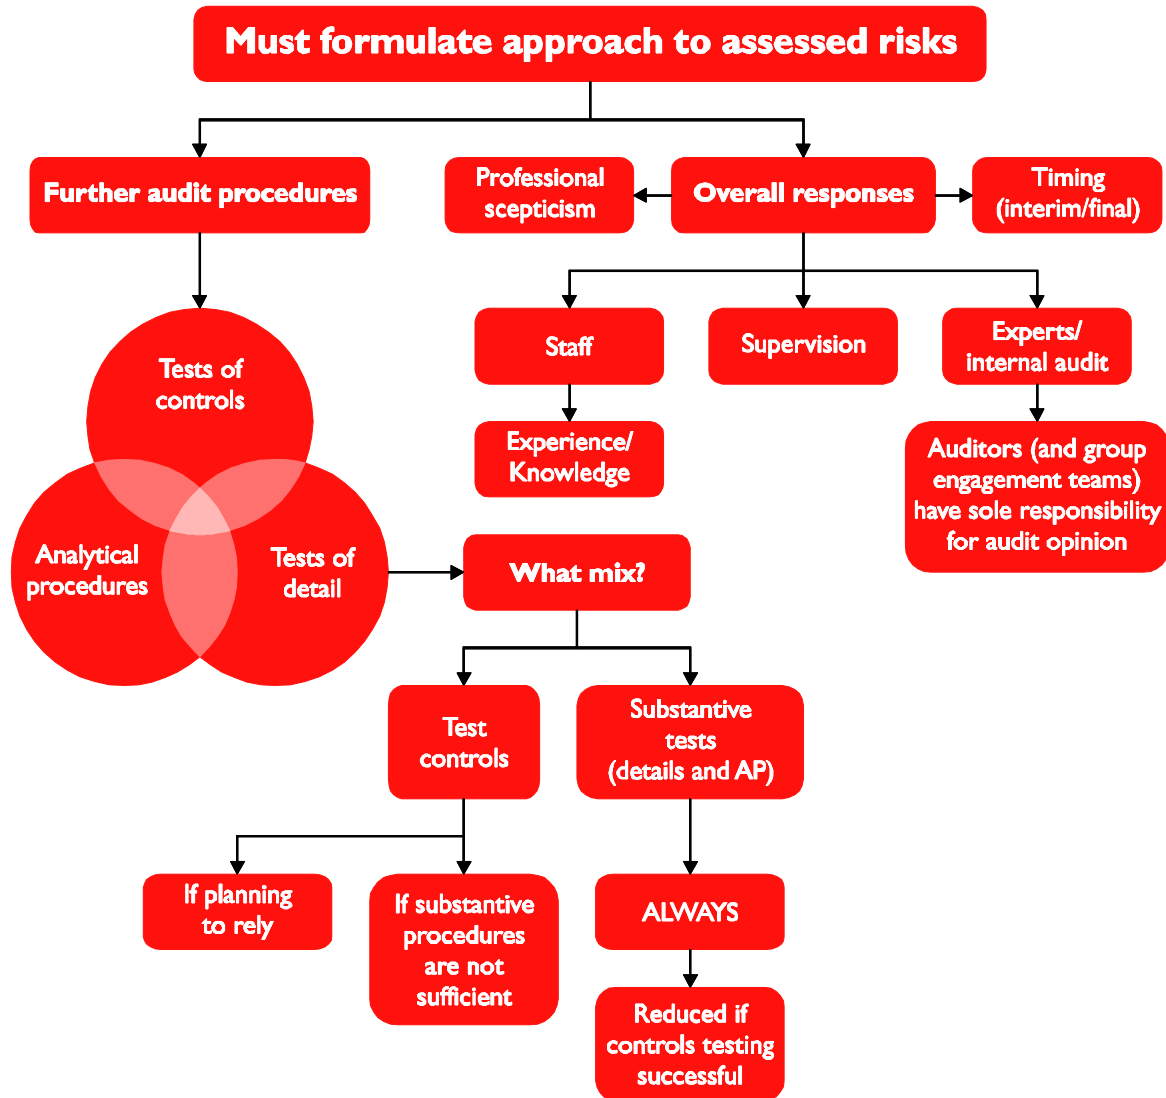 Must formulate approach to assessed risks
Further audit procedures
Professional
scepticism
Overall responses
Timing
(interim/final)
Tests of
controls
Analytical
procedures
Tests of
detail
Staff
Experience/
Knowledge
Supervision
Experts/
internal audit
Auditors (and group
engagement teams)
have sole responsibility
for audit opinion
What mix?
Test
controls
Substantive
tests
(details and AP)
If planning
to rely
If substantive
procedures
are not
sufficient
ALWAYS
Reduced if
controls testing
successful